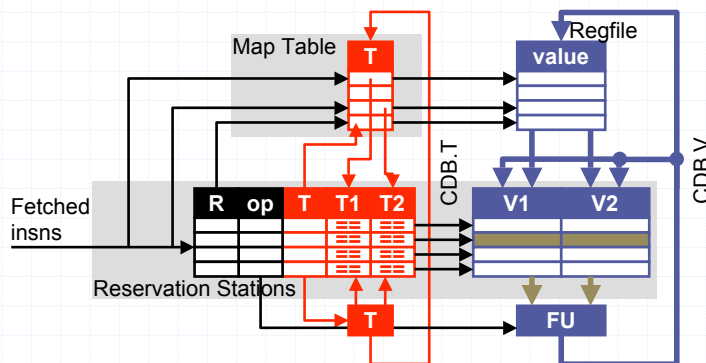 Regfile
Map Table
T
value
CDB.T
CDB.V
Fetched
insns
R op T T1 T2
V1 V2
Reservation Stations
T
FU